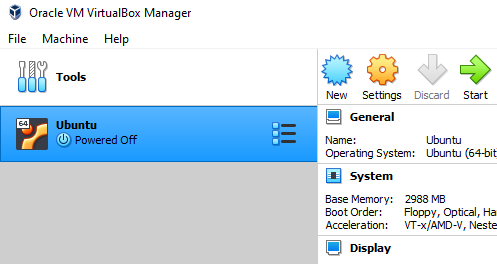 Oracle VM VirtualBox Manager
File Machine Help
Tools
New Settings Discard Start
64 Ubuntu
Powered Off
General
Name: Ubuntu
Operating System: Ubuntu (64-bit
System
Base Memory: 2988 MB
Boot Order: Floppy, Optical, Ha
Acceleration: VT-x/AMD-V, Neste
Display